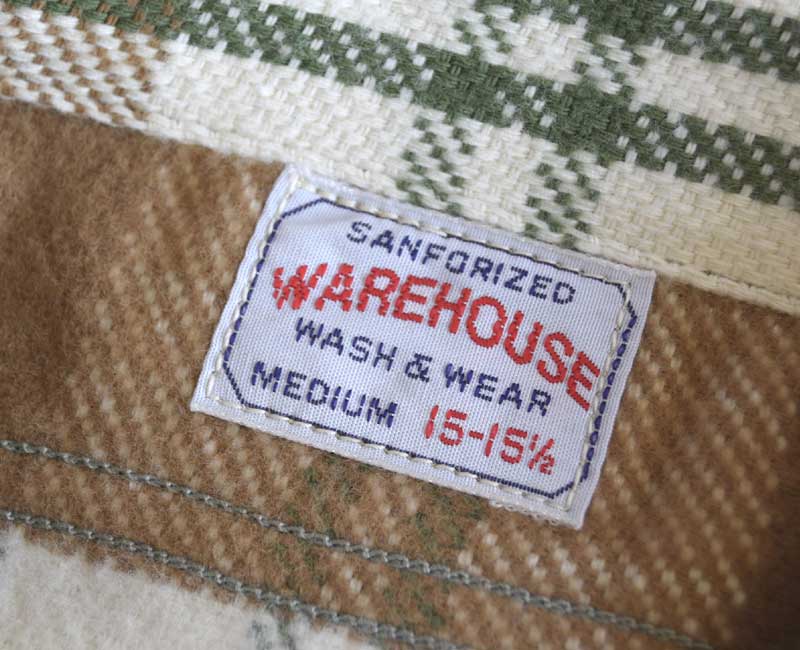 SANFORIZED
WAREHOUSE
WASH & WEAR
MEDIUM 15-15½